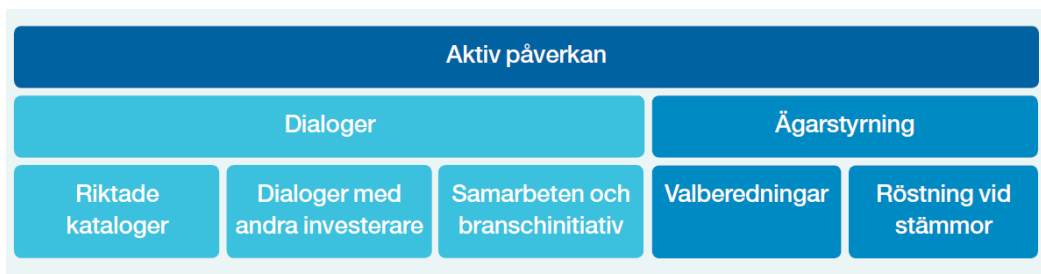 Aktiv påverkan
Dialoger
Ägarstyrning
Riktade
kataloger
Dialoger med
andra investerare
Samarbeten och
branschinitiativ
Valberedningar
Röstning vid
stämmor